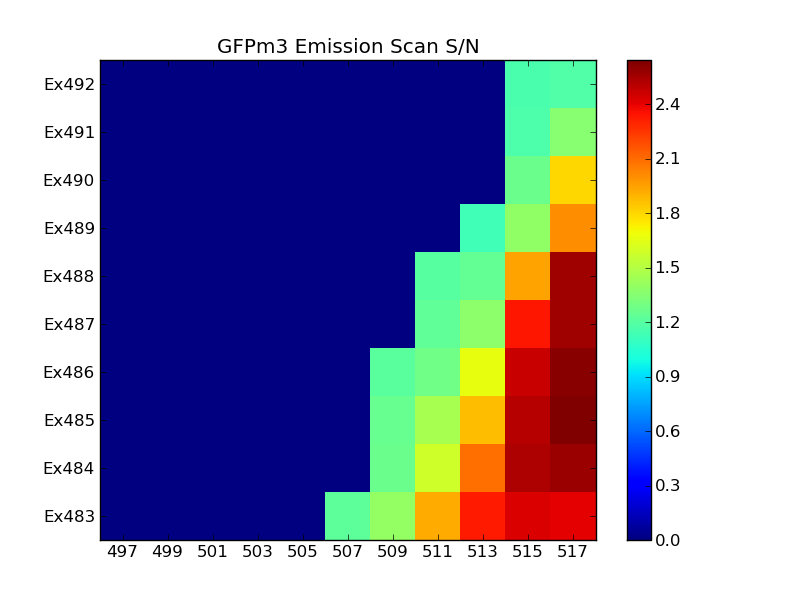 GFPm3 Emission Scan S/N
Ex492
Ex491
Ex490
Ex489
Ex488
Ex487
Ex486
Ex485
Ex484
Ex483
497 499 501 503 505 507 509 511 513 515 517
2.4
2.1
1.8
1.5
1.2
0.9
0.6
0.3
0.0